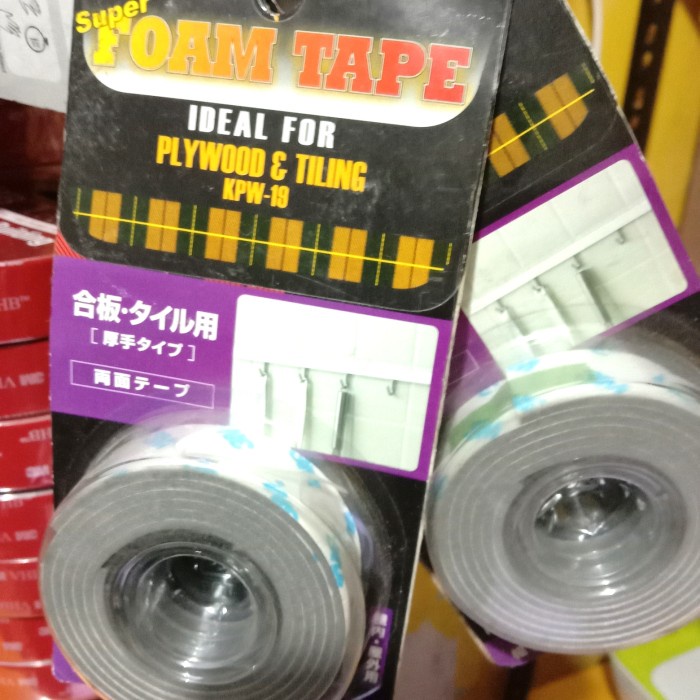 Super
FOAM TAPE
IDEAL FOR
PLYWOOD & TILING
KPW-19
合板・タイル用
[厚手タイプ]
両面テープ